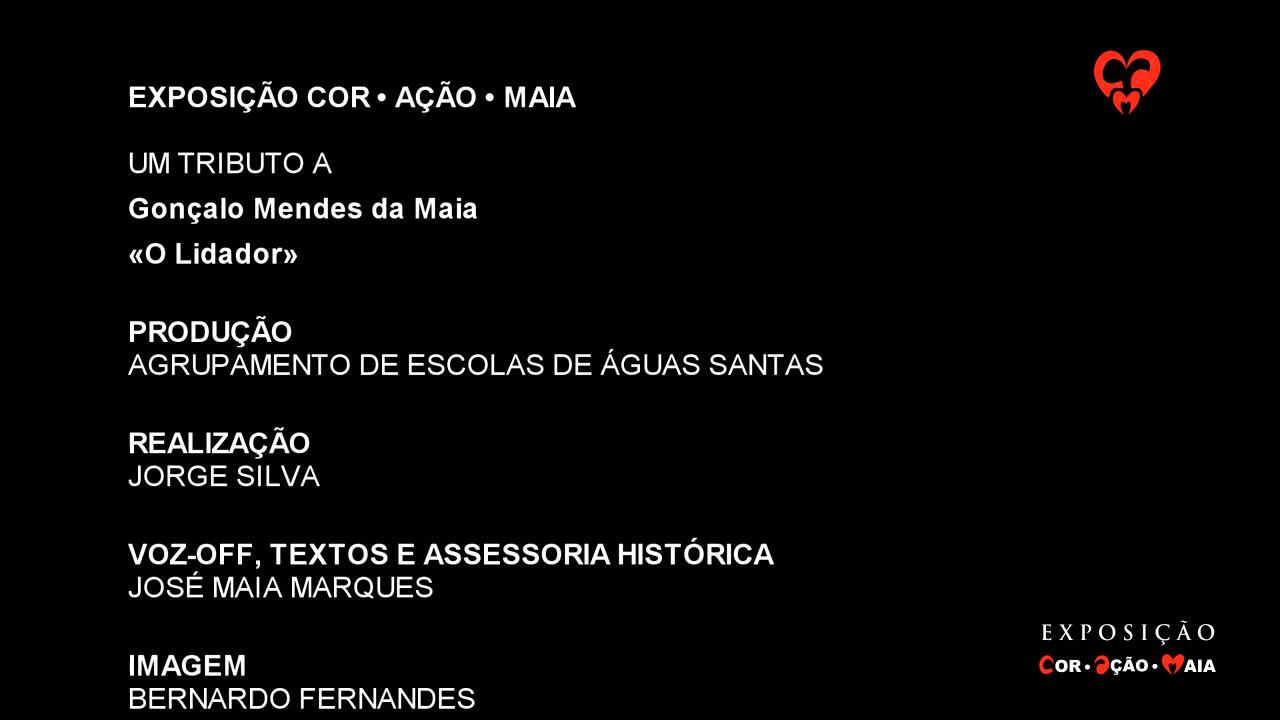 EXPOSIÇÃO COR • AÇÃO • MAIA
UM TRIBUTO A
Gonçalo Mendes da Maia
«O Lidador»
PRODUÇÃO
AGRUPAMENTO DE ESCOLAS DE ÁGUAS SANTAS
REALIZAÇÃO
JORGE SILVA
VOZ-OFF, TEXTOS E ASSESSORIA HISTÓRICA
JOSÉ MAIA MARQUES
IMAGEM
BERNARDO FERNANDES
EXPOSIÇÃO
COR • AÇÃO • MAIA